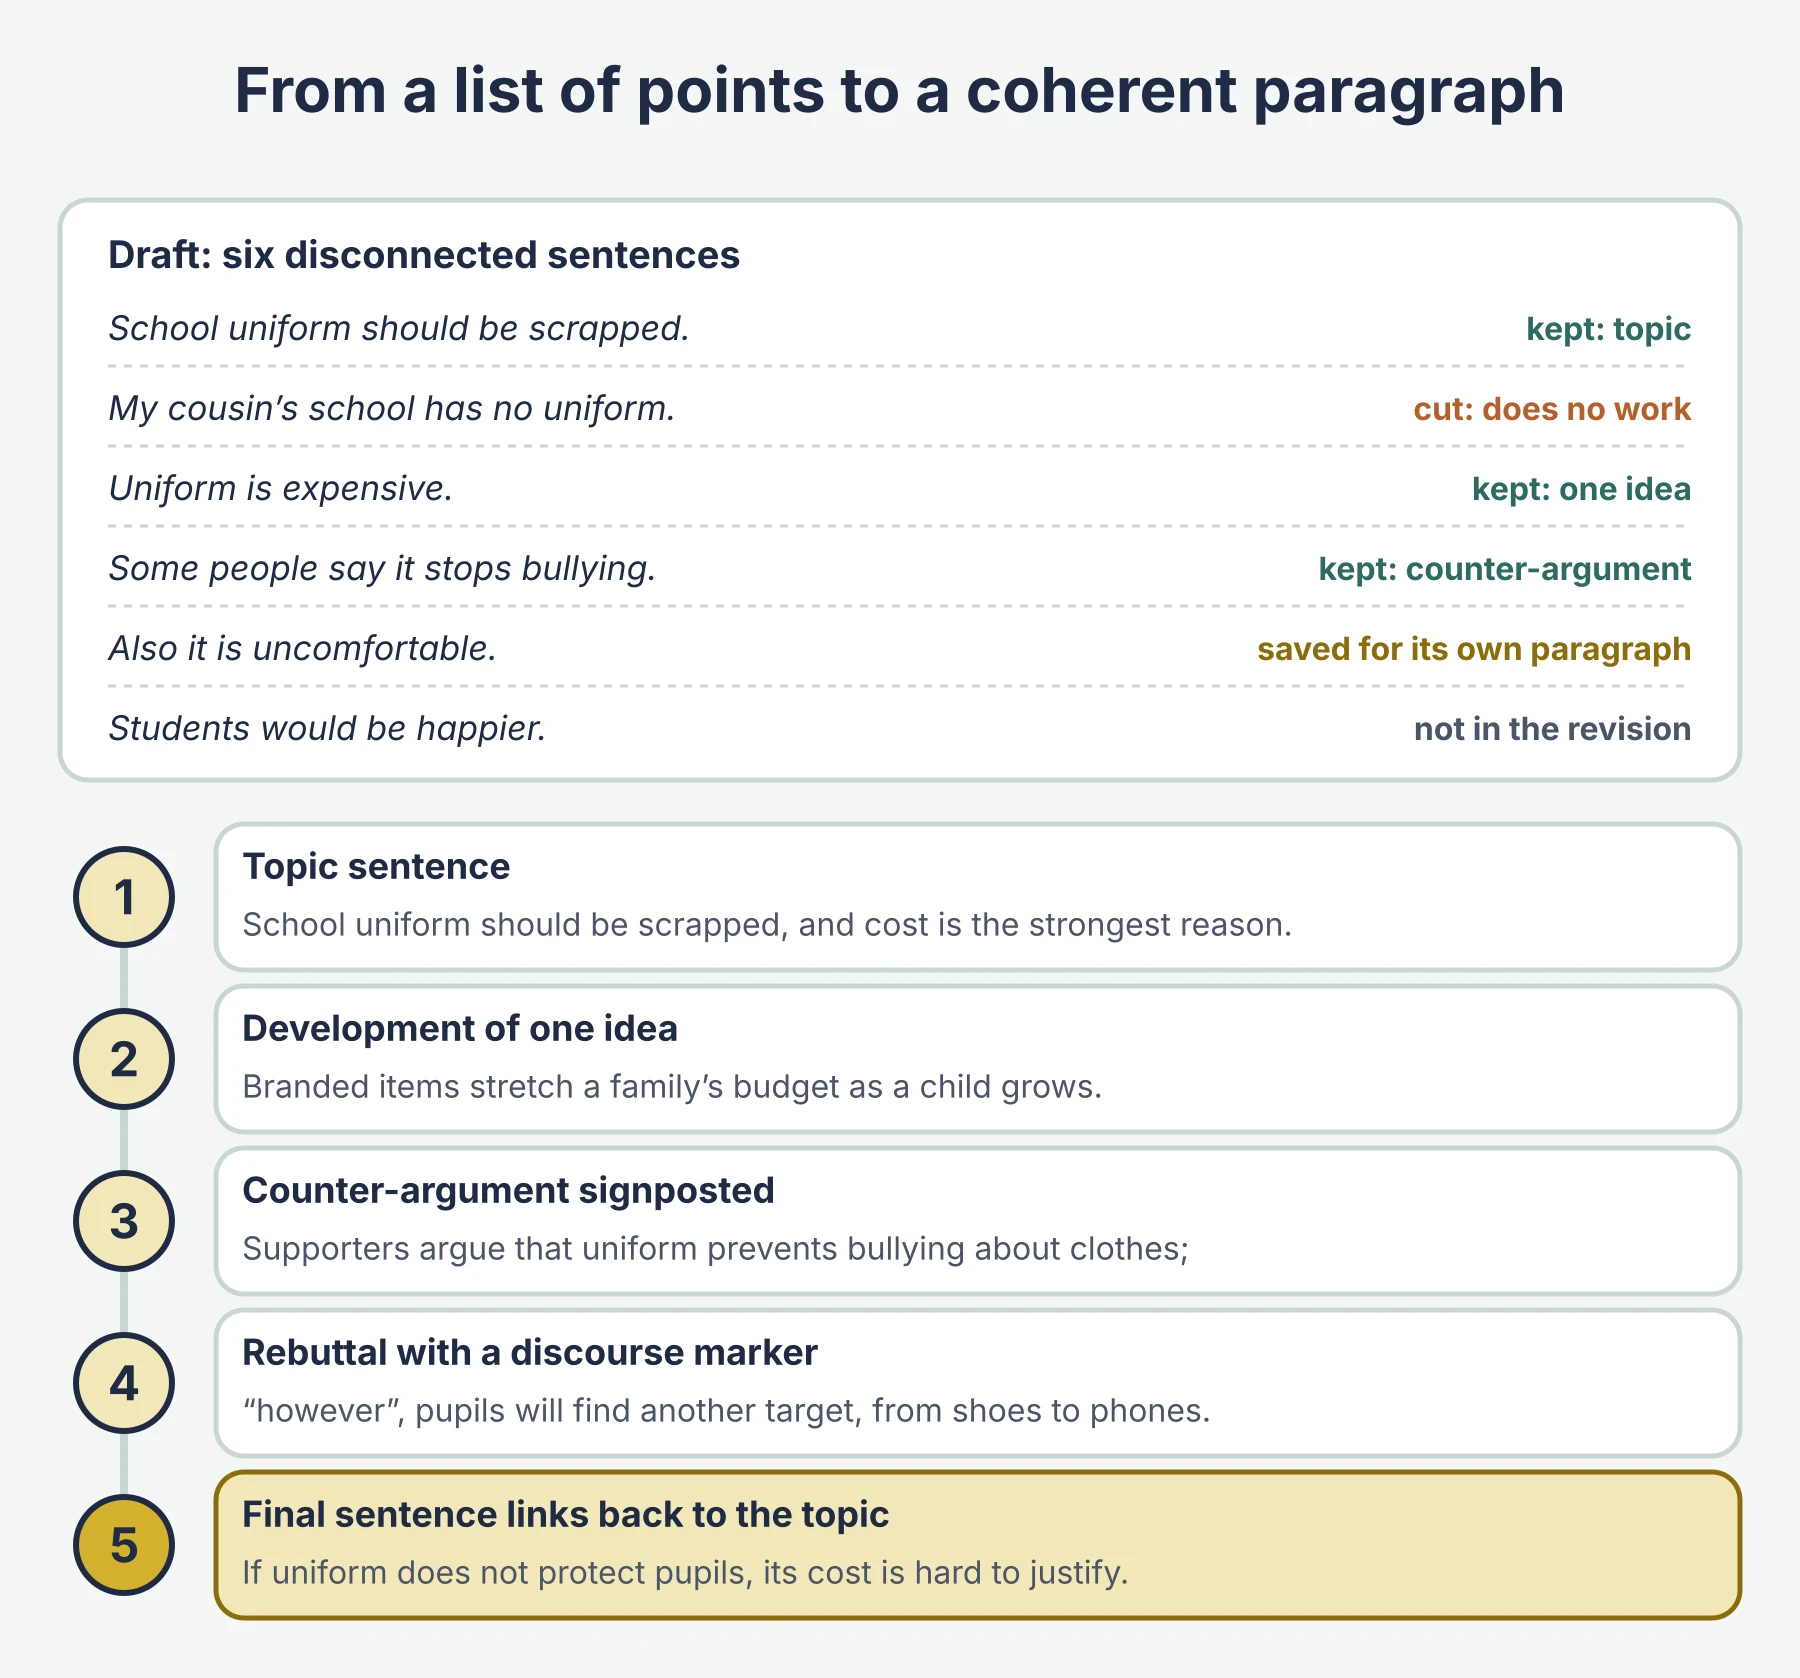 From a list of points to a coherent paragraph
Draft: six disconnected sentences
School uniform should be scrapped.
kept: topic
My cousin’s school has no uniform.
cut: does no work
Uniform is expensive.
kept: one idea
Some people say it stops bullying.
kept: counter-argument
Also it is uncomfortable.
saved for its own paragraph
Students would be happier.
not in the revision
1
Topic sentence
School uniform should be scrapped, and cost is the strongest reason.
2
Development of one idea
Branded items stretch a family’s budget as a child grows.
3
Counter-argument signposted
Supporters argue that uniform prevents bullying about clothes;
4
Rebuttal with a discourse marker
“however”, pupils will find another target, from shoes to phones.
5
Final sentence links back to the topic
If uniform does not protect pupils, its cost is hard to justify.